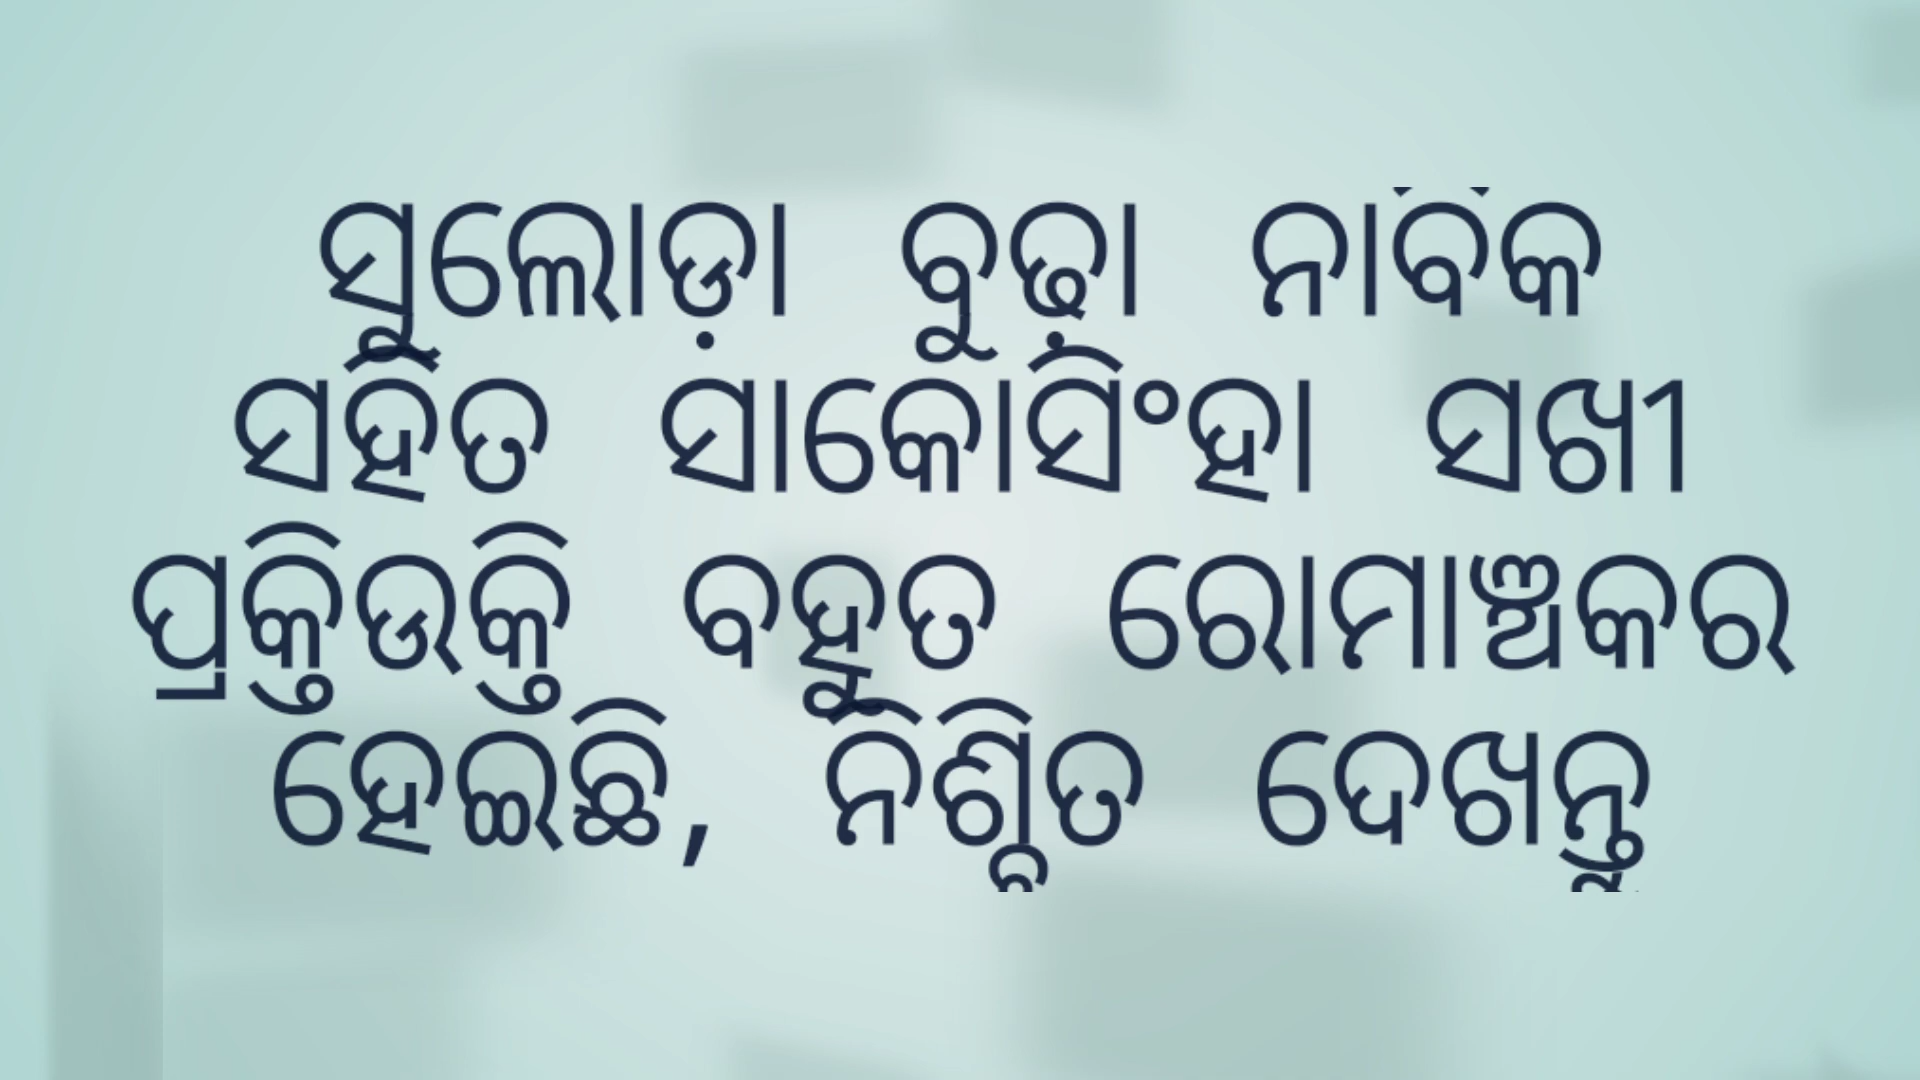 ସୁଲୋଡ଼ା ବୁଢ଼ା ନାବିକ
ସହିତ ସାକୋସିଂହା ସଖୀ
ପ୍ରକ୍ତିଉକ୍ତି ବହୁତ ରୋମାଞ୍ଚକର
ହେଇଛି, ନିଶ୍ଚିତ ଦେଖନ୍ତୁ